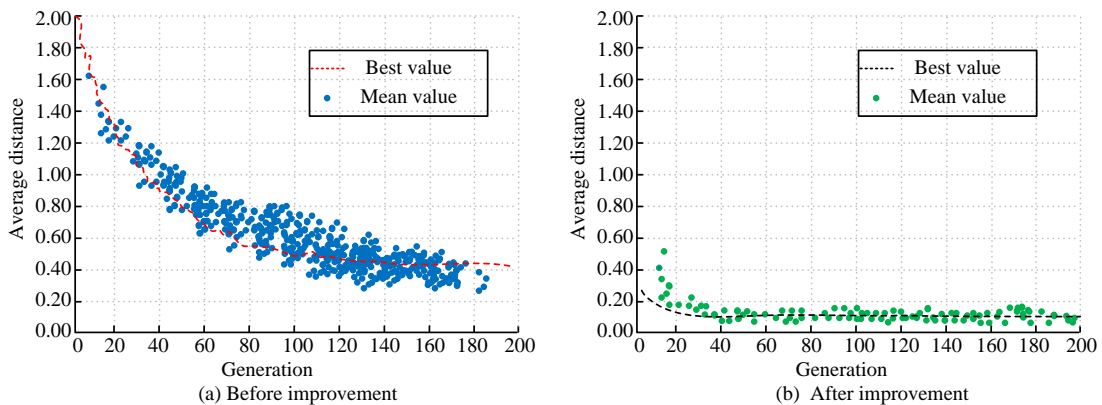 2.00
1.80
1.60
1.40
1.20
1.00
0.80
0.60
0.40
0.20
0.00
Average distance
Best value
Mean value
0 20 40 60 80 100 120 140 160 180 200
Generation
(a) Before improvement
2.00
1.80
1.60
1.40
1.20
1.00
0.80
0.60
0.40
0.20
0.00
Average distance
Best value
Mean value
0 20 40 60 80 100 120 140 160 180 200
Generation
(b) After improvement